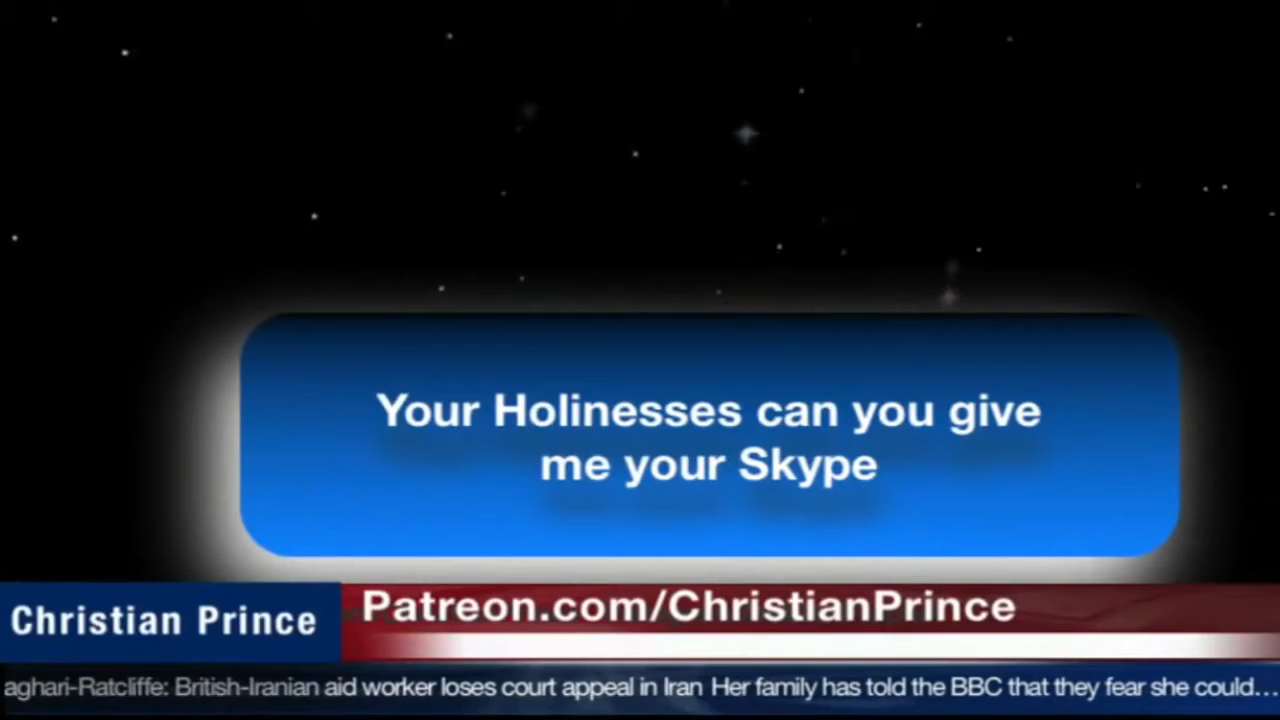 Your Holinesses can you give
me your Skype
Christian Prince
Patreon.com/ChristianPrince
aghari-Ratcliffe: British-Iranian aid worker loses court appeal in Iran Her family has told the BBC that they fear she could...